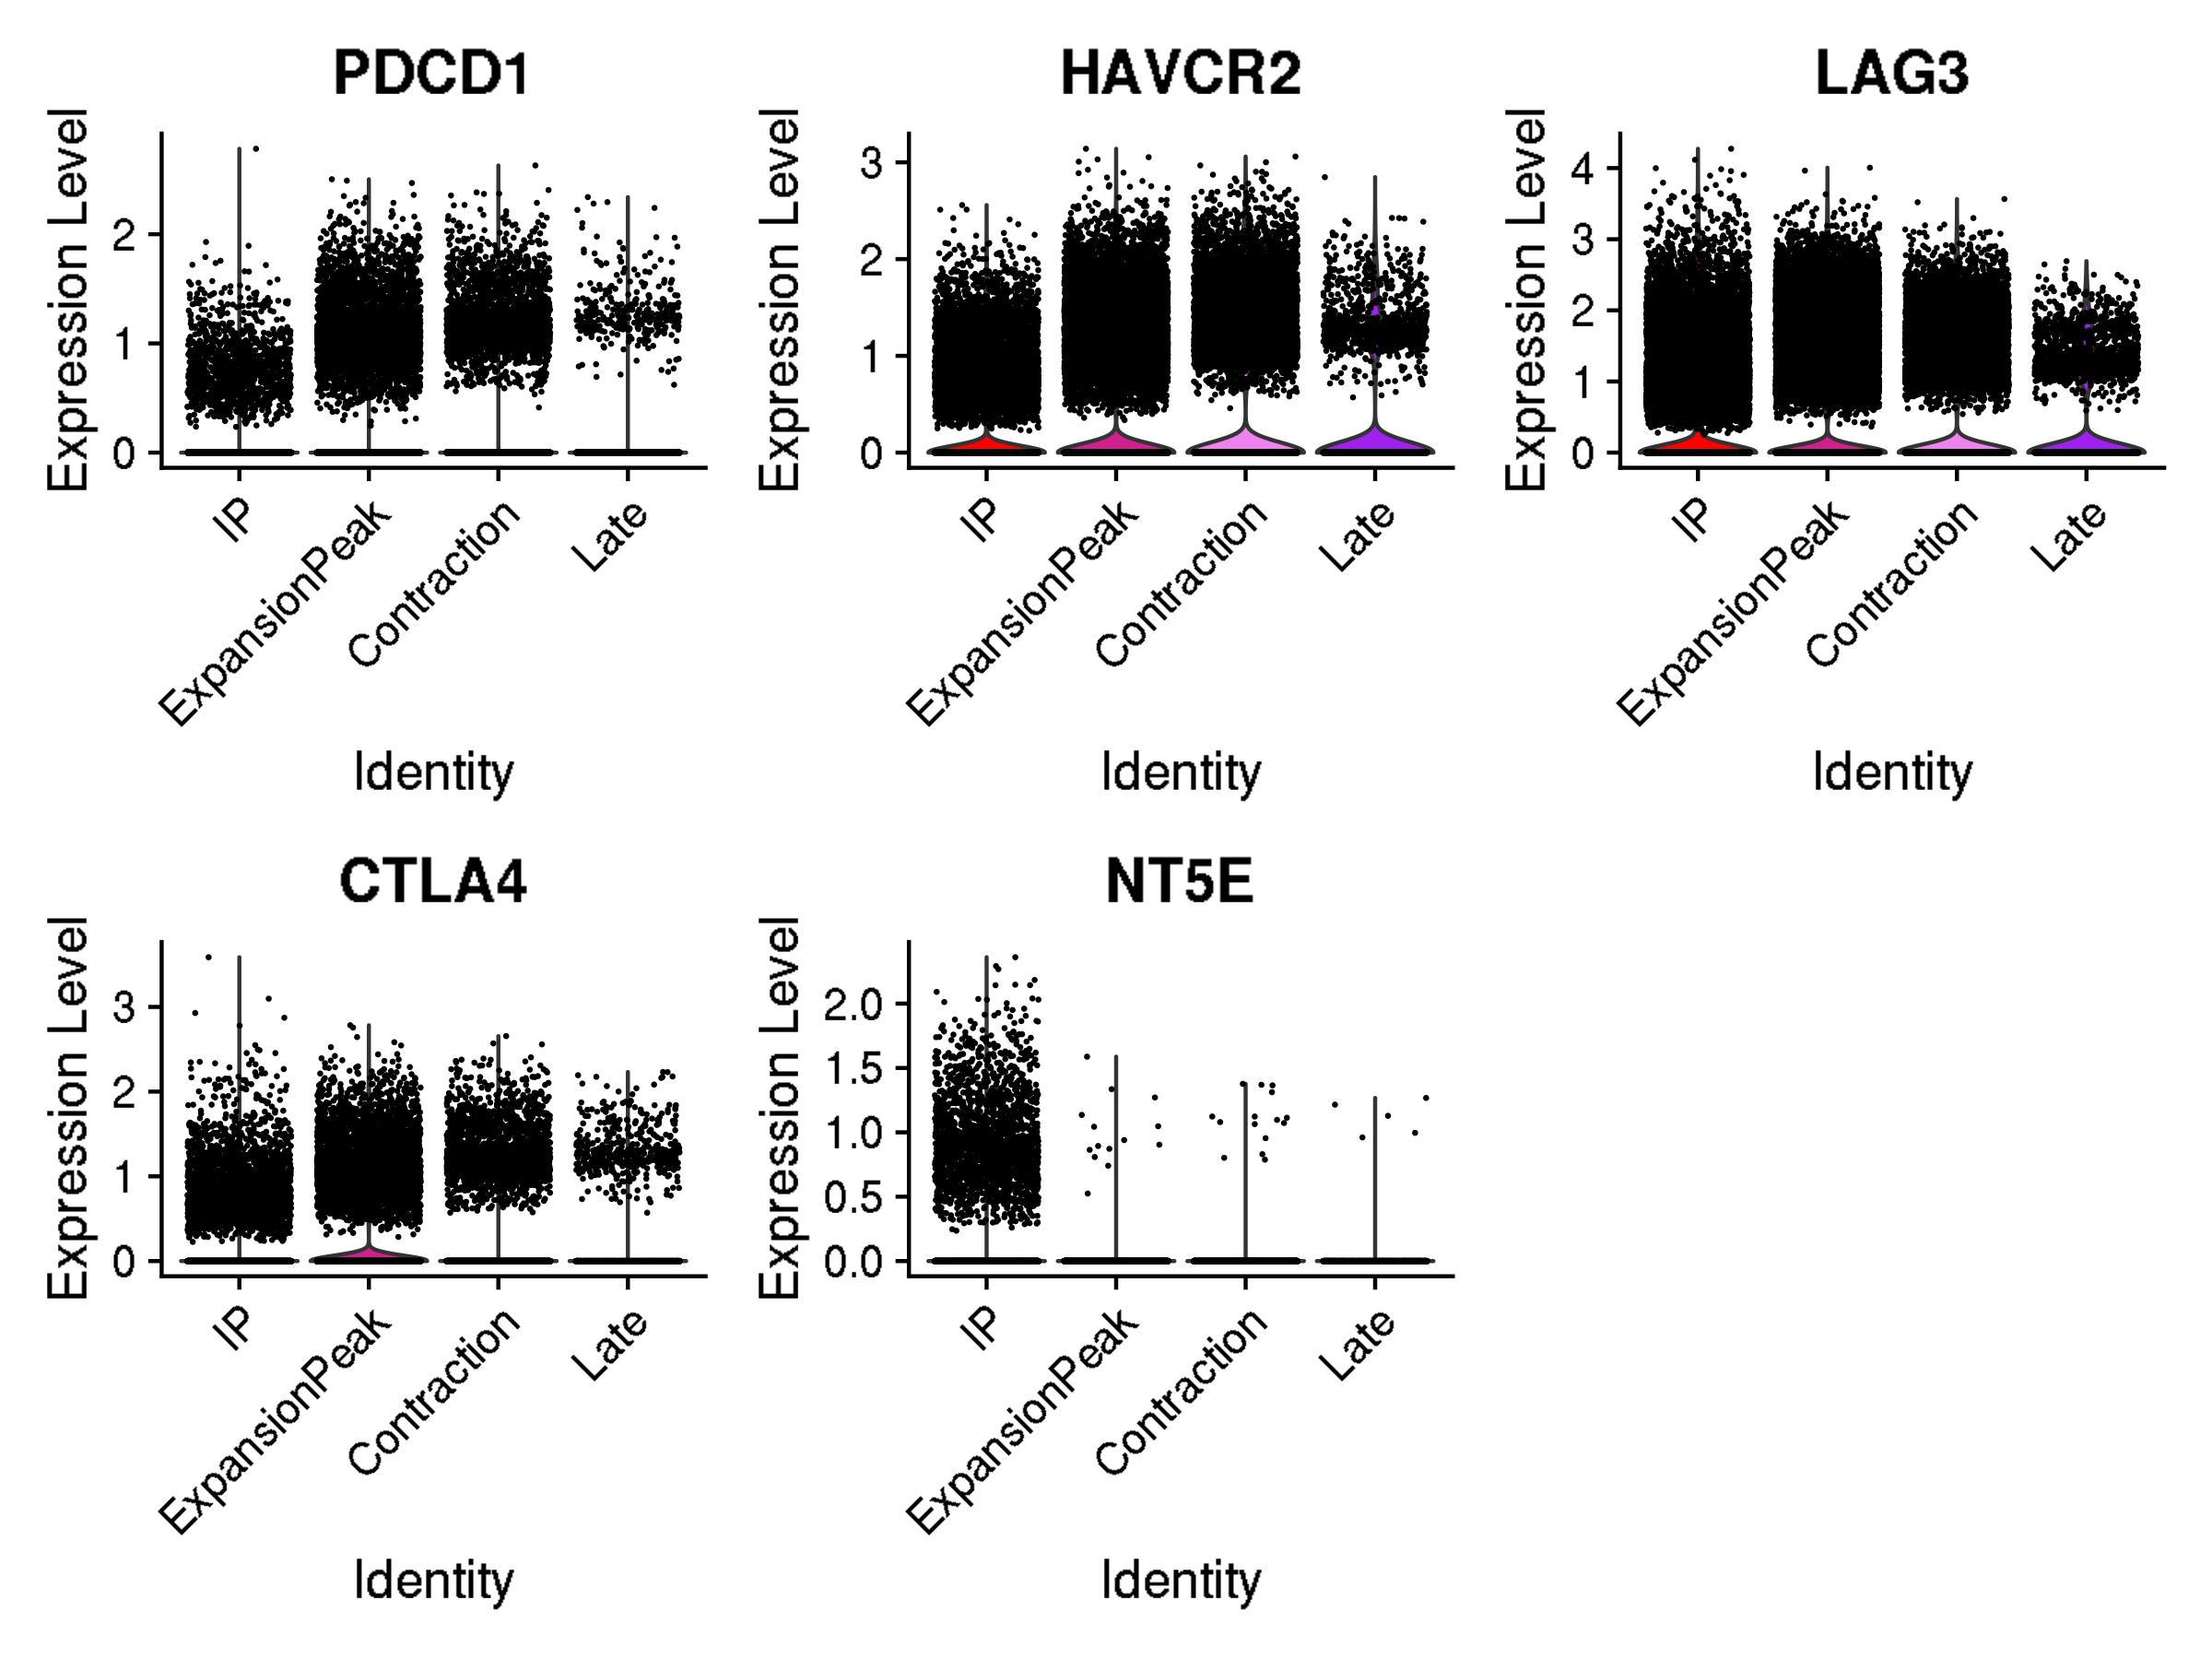 PDCD1
Expression Level
2
1
0
IP
ExpansionPeak
Contraction
Late
Identity
HAVCR2
Expression Level
3
2
1
0
IP
ExpansionPeak
Contraction
Late
Identity
LAG3
Expression Level
4
3
2
1
0
IP
ExpansionPeak
Contraction
Late
Identity
CTLA4
Expression Level
3
2
1
0
IP
ExpansionPeak
Contraction
Late
Identity
NT5E
Expression Level
2.0
1.5
1.0
0.5
0.0
IP
ExpansionPeak
Contraction
Late
Identity